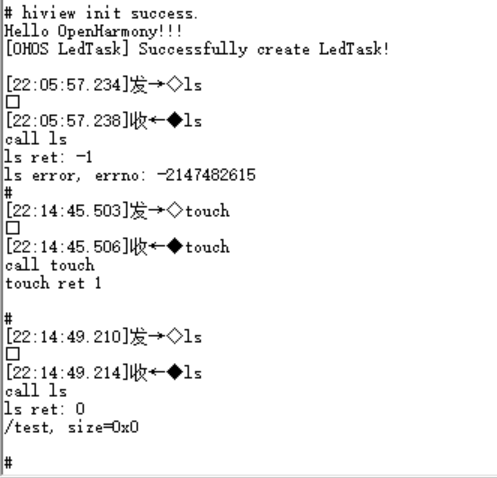 # hiview init success.
Hello OpenHarmony!!!
[OHOS LedTask] Successfully create LedTask!
[22:05:57.234]发→◇ls
□
[22:05:57.238]收←◆ls
call ls
ls ret: -1
ls error, errno: -2147482615
#
[22:14:45.503]发→◇touch
□
[22:14:45.506]收←◆touch
call touch
touch ret 1
#
[22:14:49.210]发→◇ls
□
[22:14:49.214]收←◆ls
call ls
ls ret: 0
/test, size=0x0
#